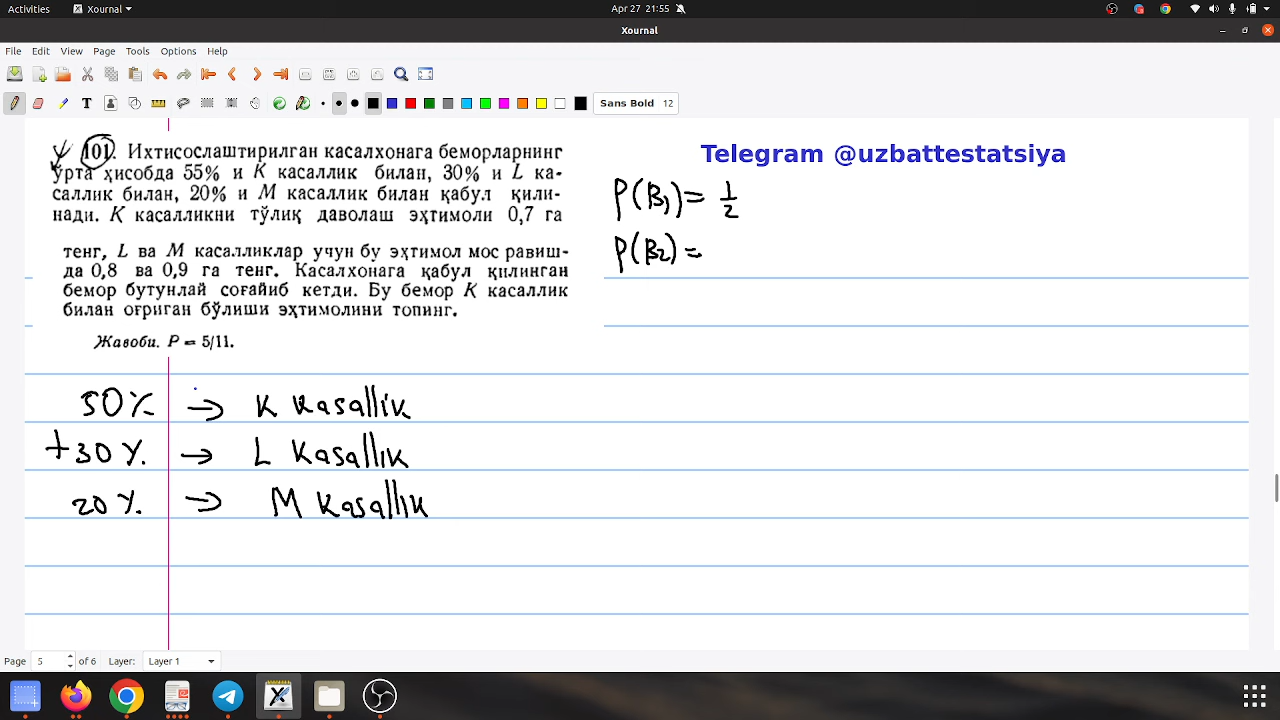 Activities
Xournal
Apr 27 21:55
Xournal
File Edit View Page Tools Options Help
Sans Bold 12
101. Ихтисослаштирилган касалхонага беморларнинг
ўрта ҳисобда 55% и K касаллик билан, 30% и L ка-
саллик билан, 20% и M касаллик билан қабул қили-
нади. K касалликни тўлиқ даволаш эҳтимоли 0,7 га
тенг, L ва M касалликлар учун бу эҳтимол мос равиш-
да 0,8 ва 0,9 га тенг. Касалхонага қабул қилинган
бемор бутунлай соғайиб кетди. Бу бемор K касаллик
билан оғриган бўлиши эҳтимолини топинг.
Жавоби. P = 5/11.
50% → K kasallik
+30% → L kasallik
20% → M kasallik
Telegram @uzbattestatsiya
P(B₁) = 1/2
P(B₂) =
Page 5 of 6 Layer: Layer 1